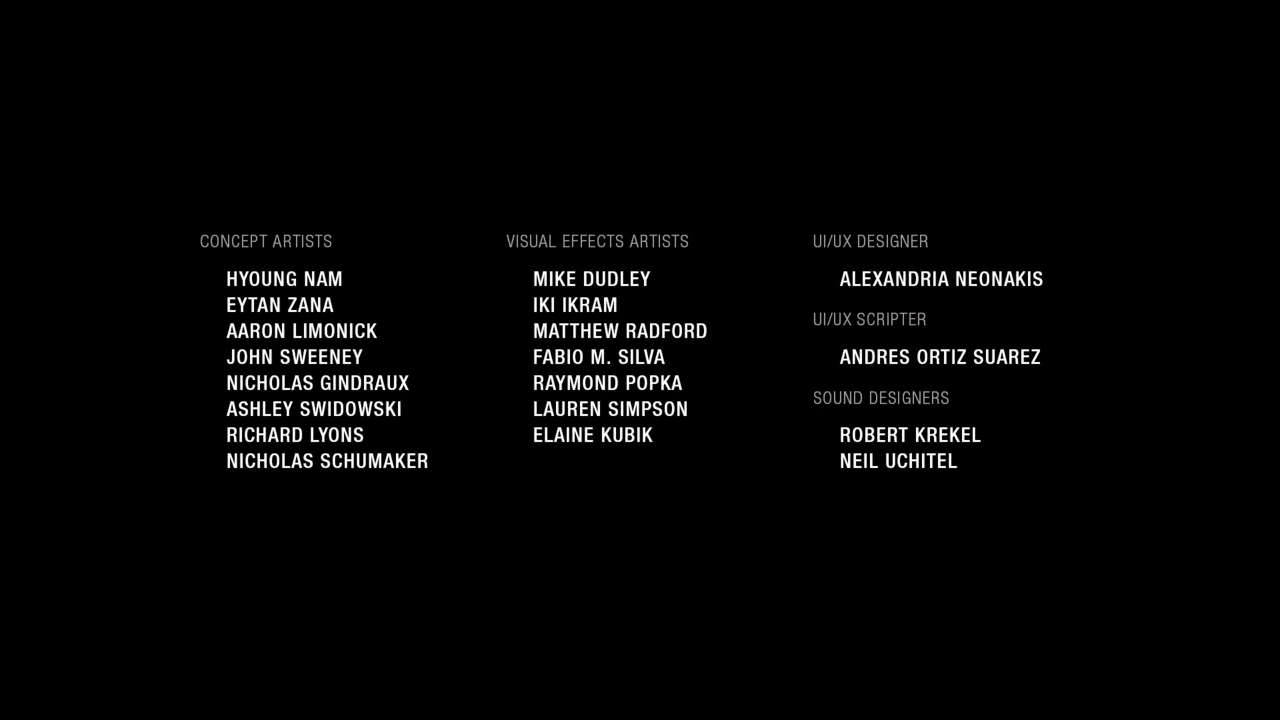 CONCEPT ARTISTS
HYOUNG NAM
EYTAN ZANA
AARON LIMONICK
JOHN SWEENEY
NICHOLAS GINDRAUX
ASHLEY SWIDOWSKI
RICHARD LYONS
NICHOLAS SCHUMAKER
VISUAL EFFECTS ARTISTS
MIKE DUDLEY
IKI IKRAM
MATTHEW RADFORD
FABIO M. SILVA
RAYMOND POPKA
LAUREN SIMPSON
ELAINE KUBIK
UI/UX DESIGNER
ALEXANDRIA NEONAKIS
UI/UX SCRIPTER
ANDRES ORTIZ SUAREZ
SOUND DESIGNERS
ROBERT KREKEL
NEIL UCHITEL